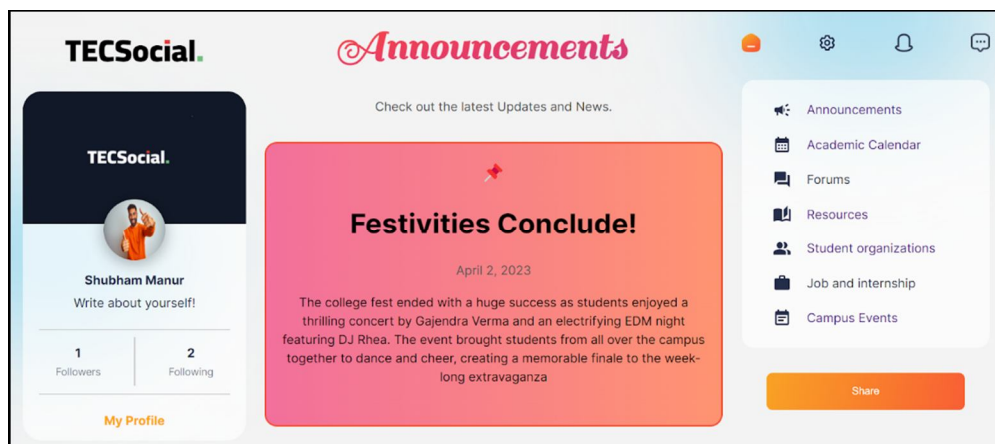 TECSocial.
TECSocial.
Shubham Manur
Write about yourself!
1
Followers
2
Following
My Profile
Announcements
Check out the latest Updates and News.
Festivities Conclude!
April 2, 2023
The college fest ended with a huge success as students enjoyed a
thrilling concert by Gajendra Verma and an electrifying EDM night
featuring DJ Rhea. The event brought students from all over the campus
together to dance and cheer, creating a memorable finale to the week-
long extravaganza
Announcements
Academic Calendar
Forums
Resources
Student organizations
Job and internship
Campus Events
Share